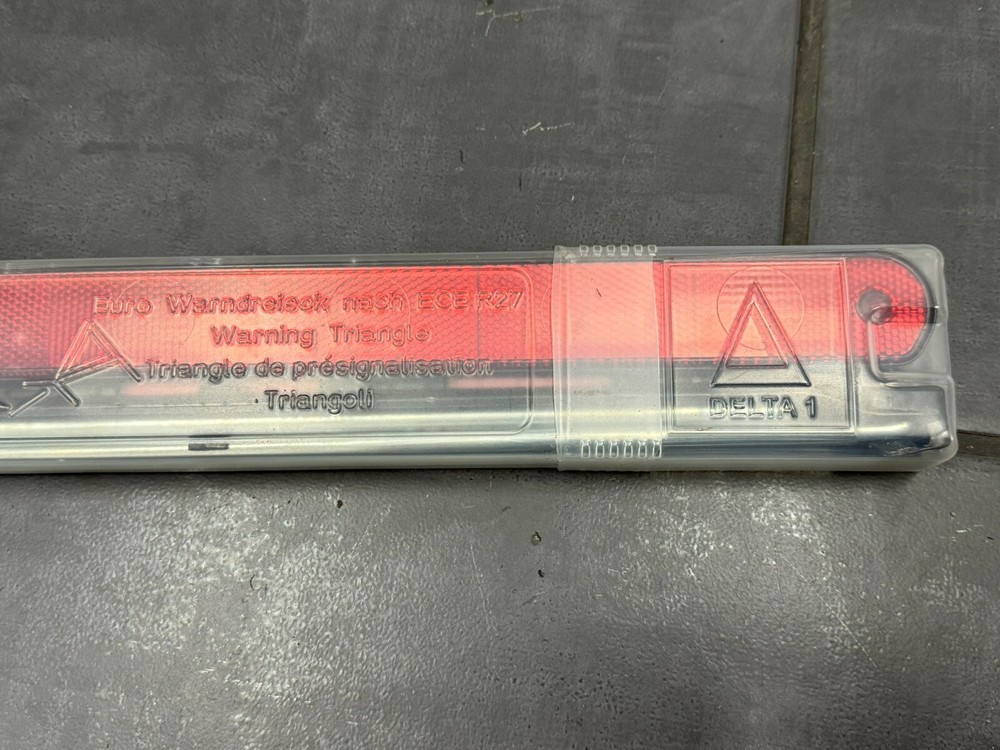 Euro Warndreieck nach ECE R27
Warning Triangle
Triangle de présignalisation
Triangoli
DELTA 1